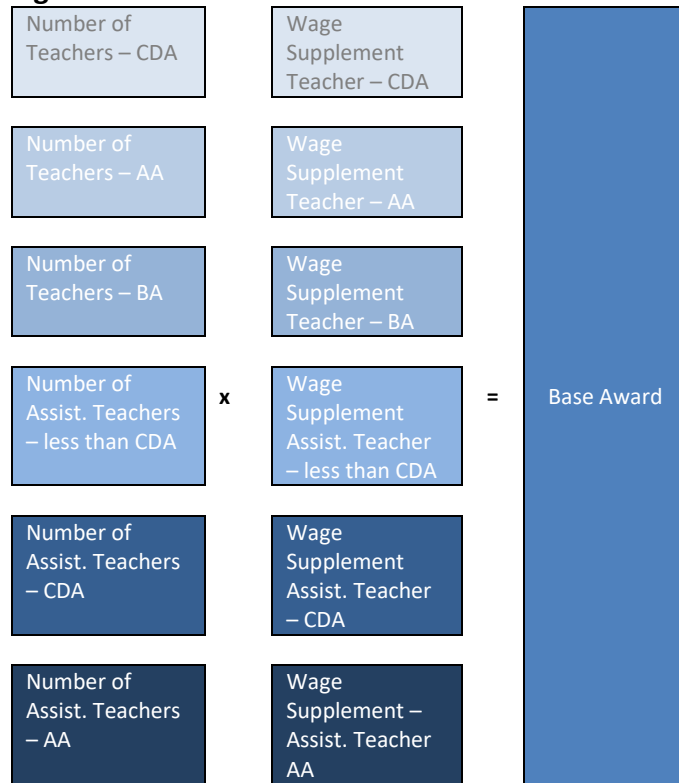 Number of
Teachers – CDA
Wage
Supplement
Teacher – CDA
Number of
Teachers – AA
Wage
Supplement
Teacher – AA
Number of
Teachers – BA
Wage
Supplement
Teacher – BA
Number of
Assist. Teachers
– less than CDA
x
Wage
Supplement
Assist. Teacher
– less than CDA
=
Base Award
Number of
Assist. Teachers
– CDA
Wage
Supplement
Assist. Teacher
– CDA
Number of
Assist. Teachers
– AA
Wage
Supplement –
Assist. Teacher
AA